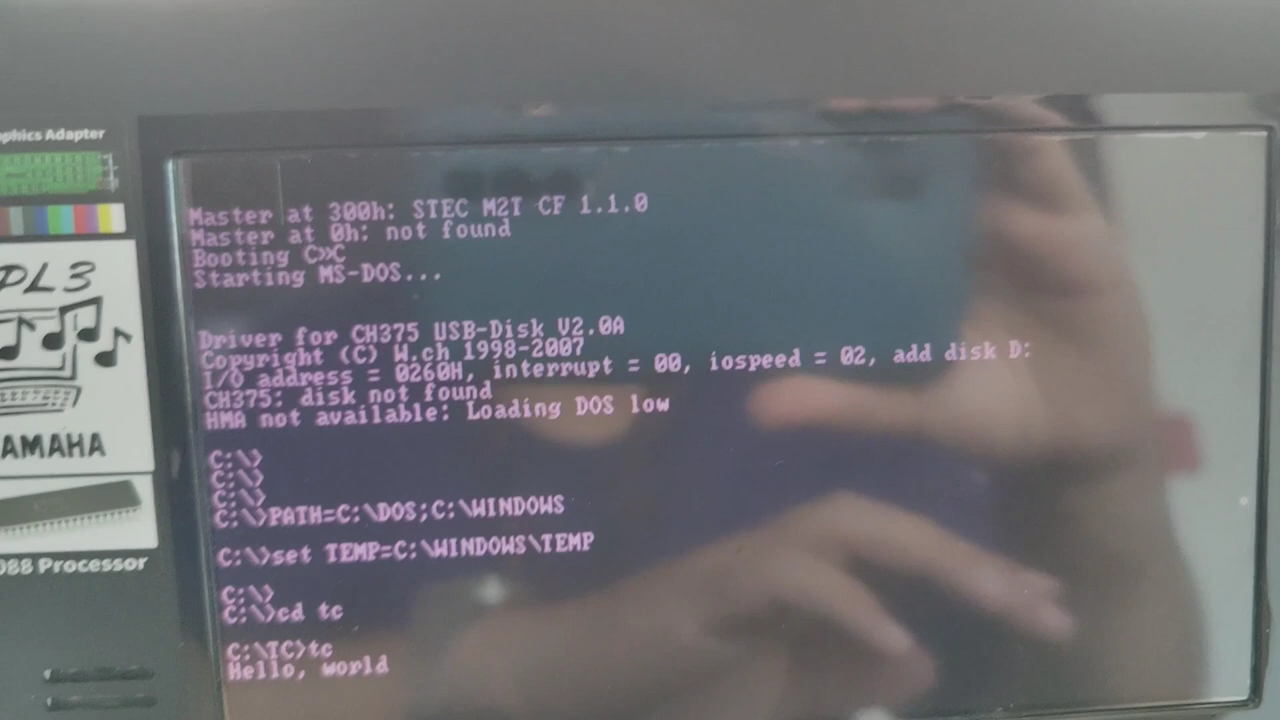 phics Adapter
PL3
AMAHA
088 Processor
Master at 300h: STEC M2T CF 1.1.0
Master at 0h: not found
Booting C>C
Starting MS-DOS...
Driver for CH375 USB-Disk V2.0A
Copyright (C) W.ch 1998-2007
I/O address = 0260H, interrupt = 00, iospeed = 02, add disk D:
CH375: disk not found
HMA not available: Loading DOS low
C:\>
C:\>
C:\>
C:\>PATH=C:\DOS;C:\WINDOWS
C:\>set TEMP=C:\WINDOWS\TEMP
C:\>
C:\>cd tc
C:\TC>tc
Hello, world